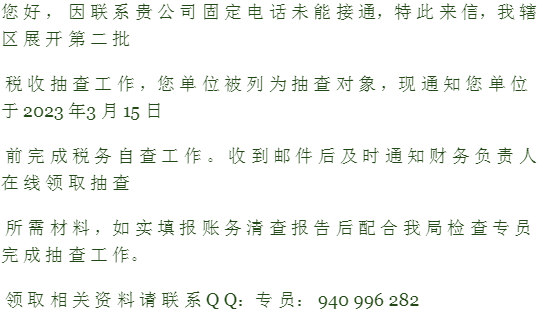 您好，因联系贵公司固定电话未能接通，特此来信，我辖
区展开第二批
税收抽查工作，您单位被列为抽查对象，现通知您单位
于 2023 年3 月 15 日
前完成税务自查工作。收到邮件后及时通知财务负责人
在线领取抽查
所需材料，如实填报账务清查报告后配合我局检查专员
完成抽查工作。
领取相关资料请联系QQ：专员：940 996 282